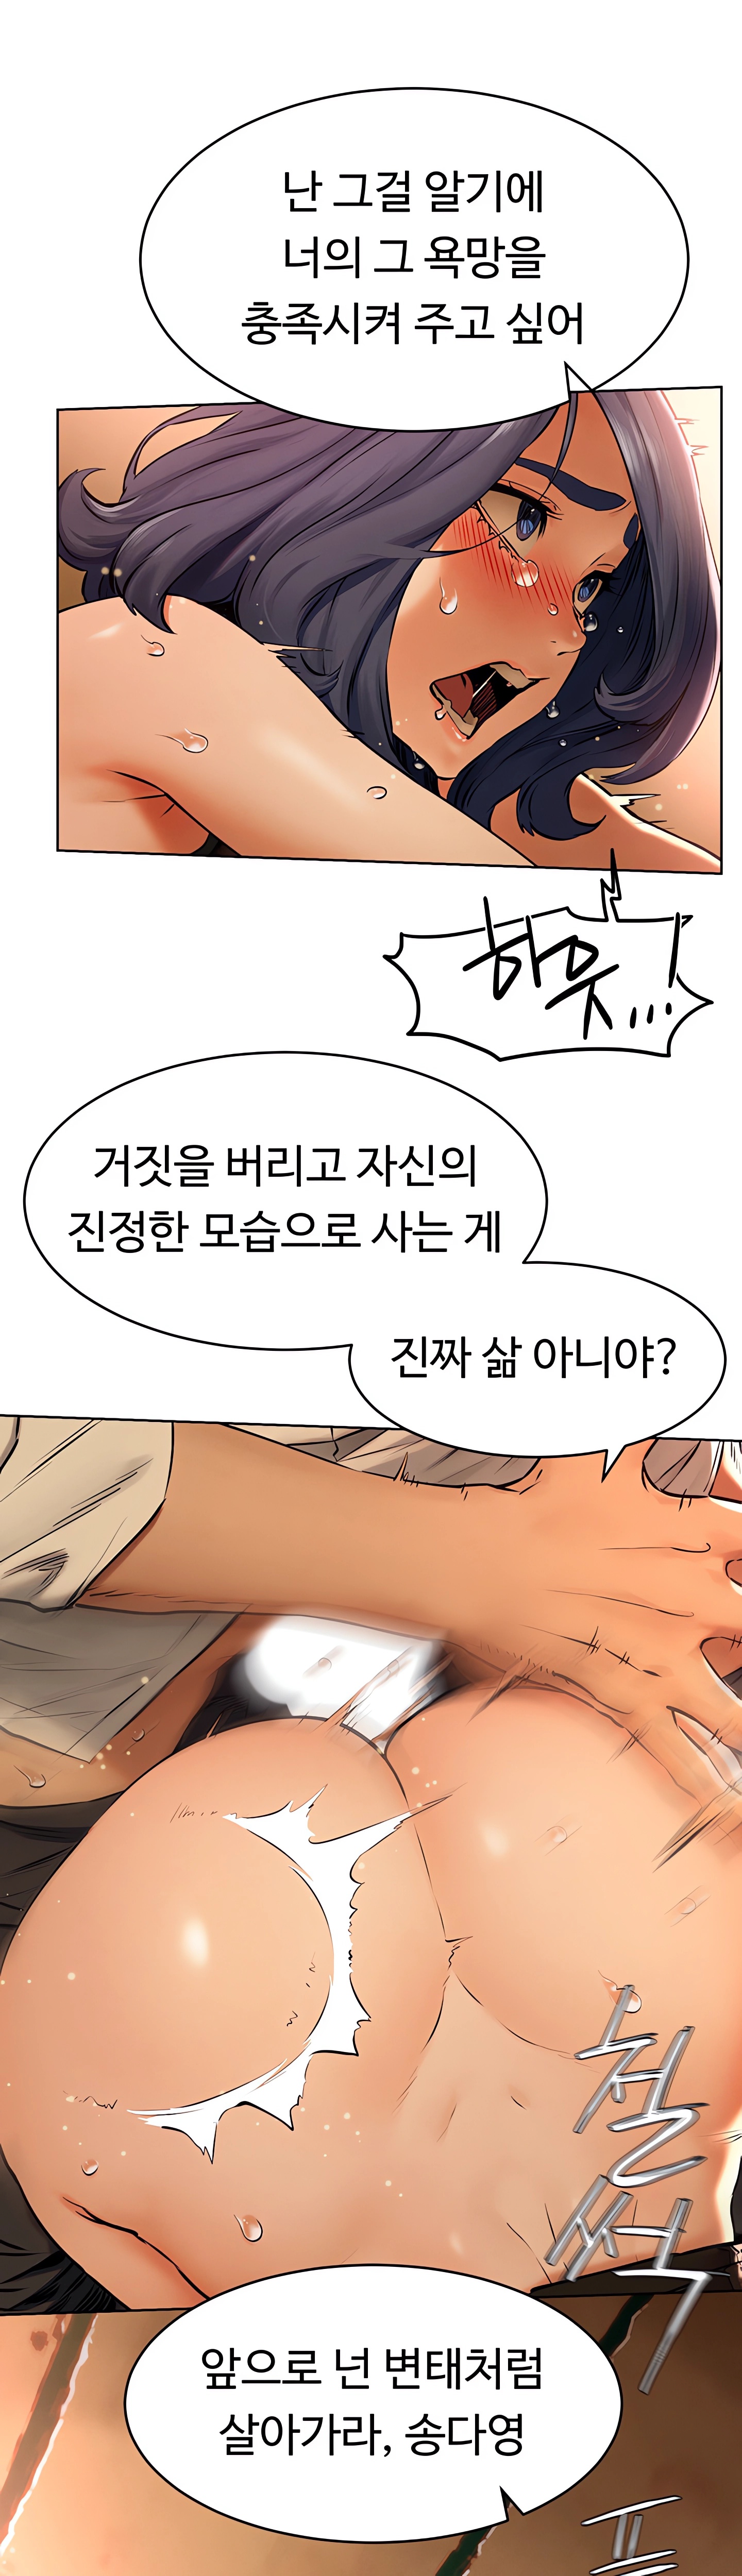 난 그걸 알기에
너의 그 욕망을
충족시켜 주고 싶어
하읏...!
거짓을 버리고 자신의
진정한 모습으로 사는 게
진짜 삶 아니야?
철
썩
앞으로 넌 변태처럼
살아가라, 송다영